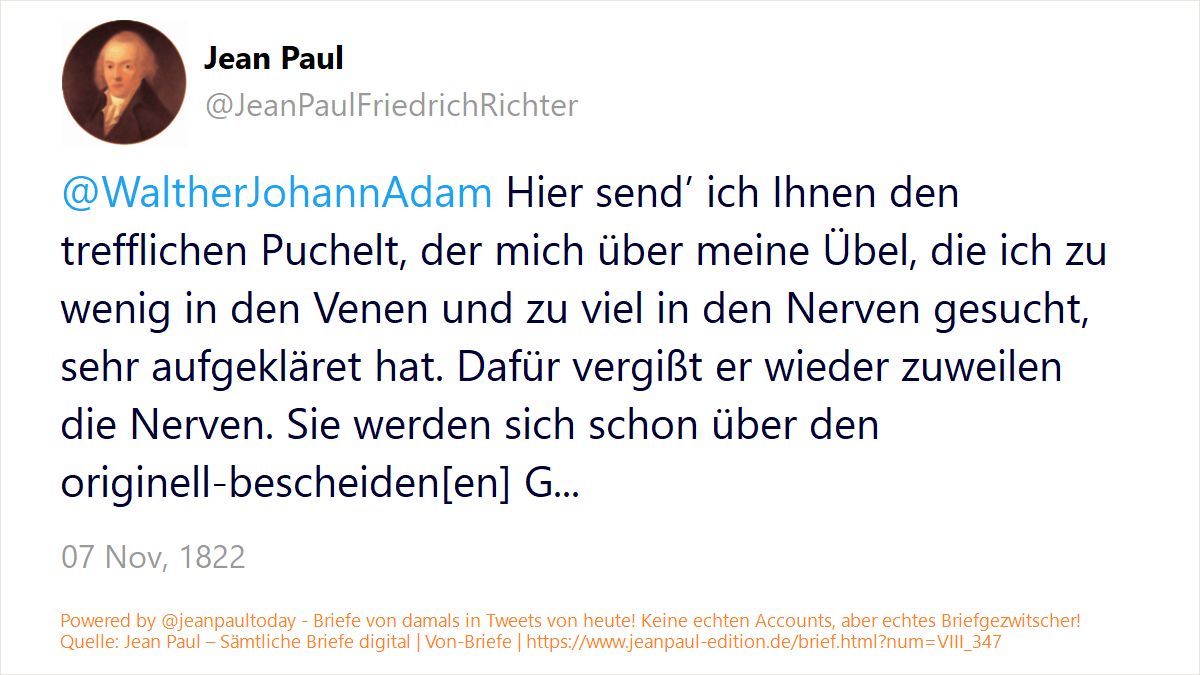 Jean Paul
@JeanPaulFriedrichRichter
@WaltherJohannAdam Hier send’ ich Ihnen den
trefflichen Puchelt, der mich über meine Übel, die ich zu
wenig in den Venen und zu viel in den Nerven gesucht,
sehr aufgekläret hat. Dafür vergißt er wieder zuweilen
die Nerven. Sie werden sich schon über den
originell-bescheiden[en] G...
07 Nov, 1822
Powered by @jeanpaultoday - Briefe von damals in Tweets von heute! Keine echten Accounts, aber echtes Briefgezwitscher!
Quelle: Jean Paul – Sämtliche Briefe digital | Von-Briefe | https://www.jeanpaul-edition.de/brief.html?num=VIII_347